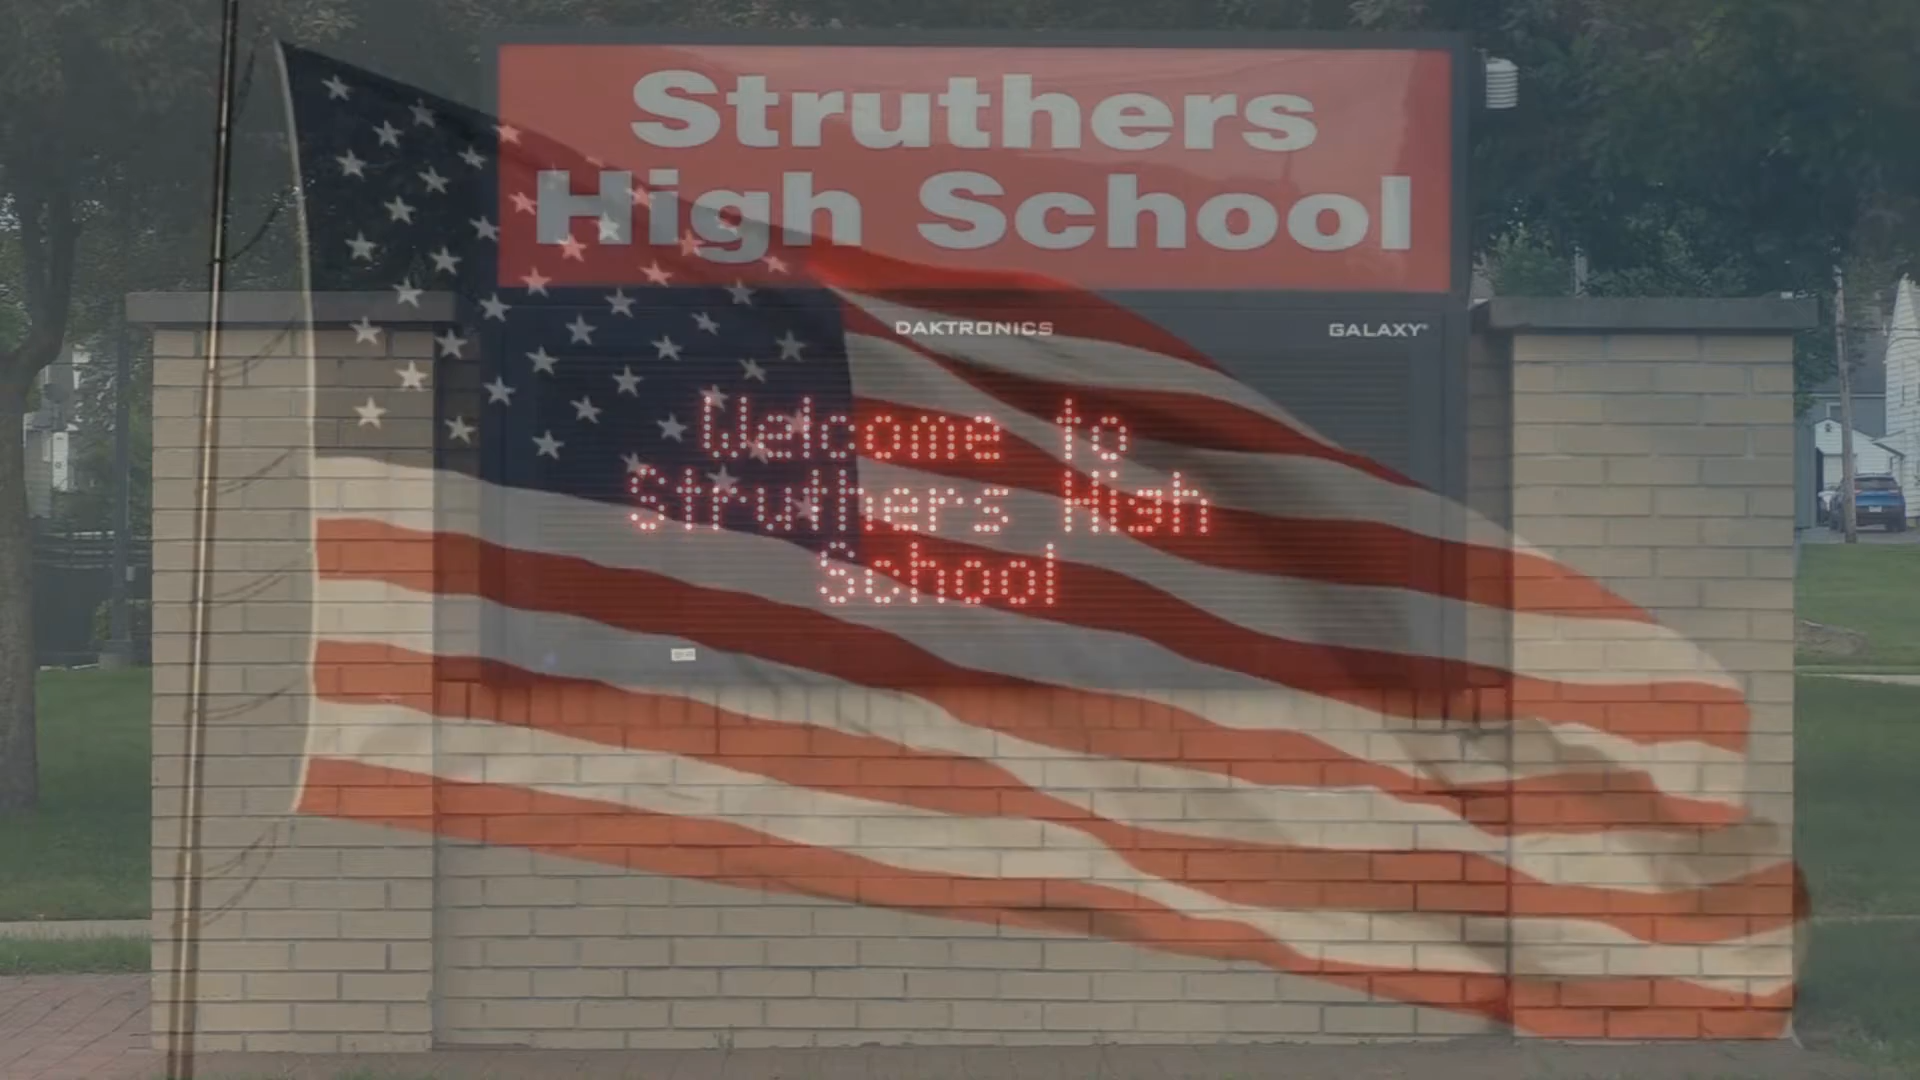 Struthers
High School
DAKTRONICS GALAXY®
Welcome to
Struthers High
School